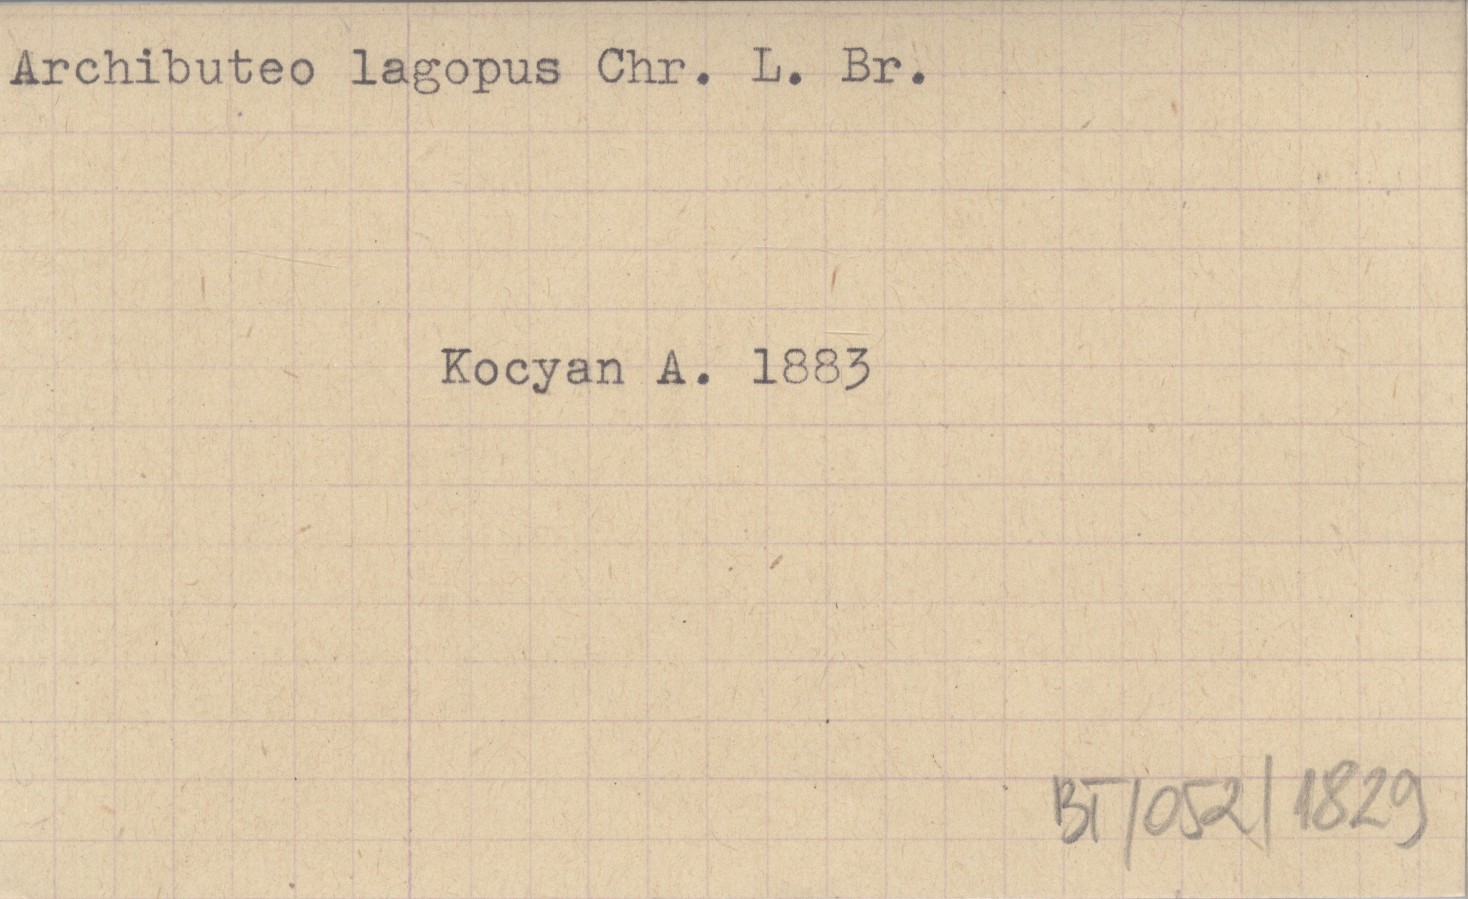 Archibuteo lagopus Chr. L. Br.
Kocyan A. 1883
BT/052/1829